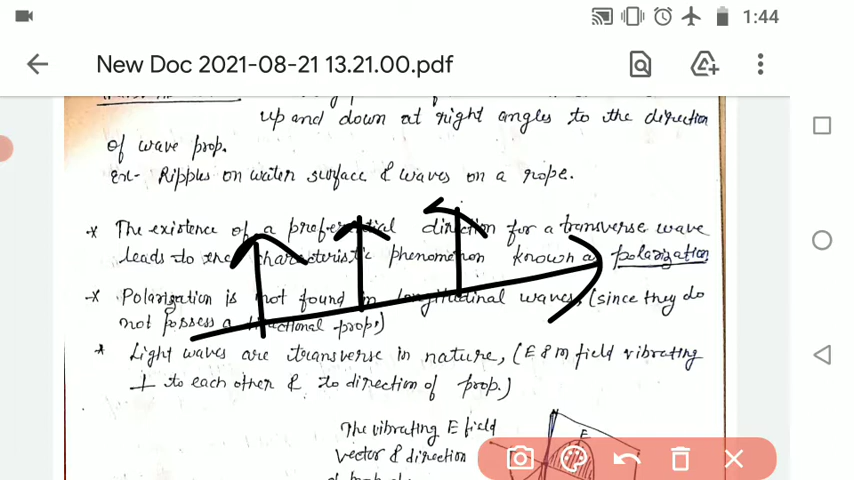 1:44
New Doc 2021-08-21 13.21.00.pdf
up and down at right angles to the direction
of wave prop.
Ex- Ripples on water surface & waves on a rope.
* The existence of a preferential direction for a transverse wave
leads to the characteristic phenomenon known as polarization
* Polarization is not found in longitudinal waves, (since they do
not possess a directional prop.)
* Light waves are transverse in nature, (E & M field vibrating
⊥ to each other & to direction of prop.)
The vibrating E field
vector & direction
E